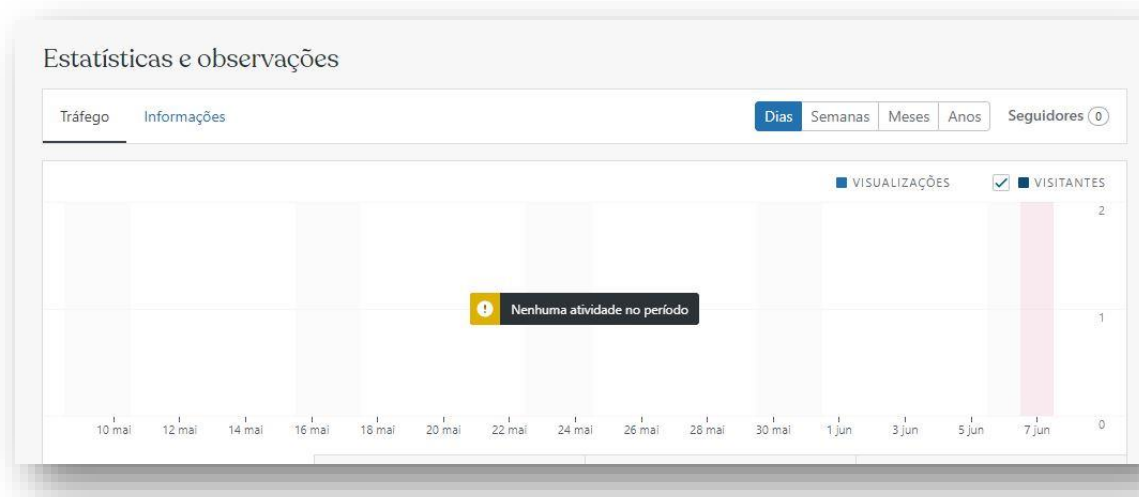 Estatísticas e observações
Tráfego Informações Dias Semanas Meses Anos Seguidores 0
VISUALIZAÇÕES VISITANTES
2
Nenhuma atividade no período
1
10 mai 12 mai 14 mai 16 mai 18 mai 20 mai 22 mai 24 mai 26 mai 28 mai 30 mai 1 jun 3 jun 5 jun 7 jun 0